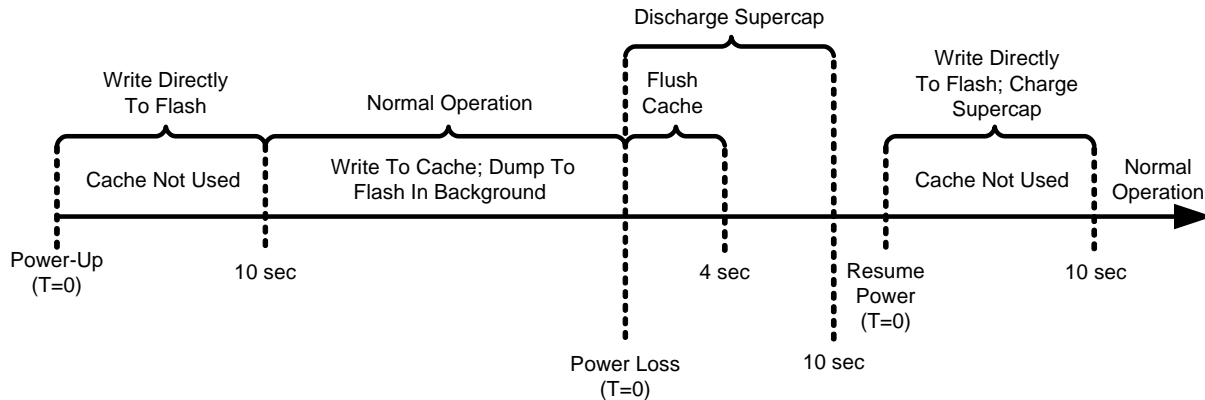 Discharge Supercap
Write Directly
To Flash
Normal Operation
Flush
Cache
Write Directly
To Flash; Charge
Supercap
Cache Not Used
Write To Cache; Dump To
Flash In Background
Cache Not Used
Normal
Operation
Power-Up
(T=0)
10 sec
4 sec
Resume
Power
(T=0)
10 sec
Power Loss
(T=0)
10 sec